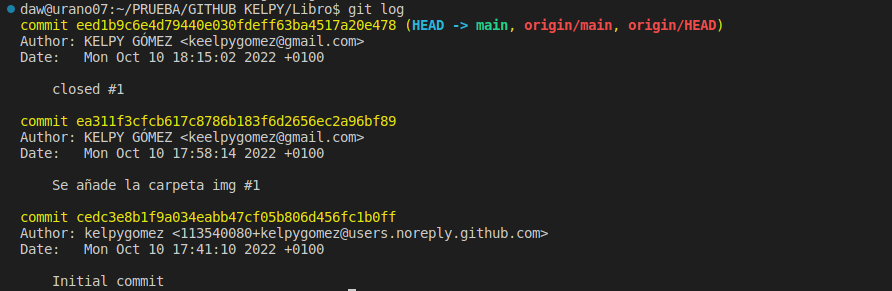 daw@urano07:~/PRUEBA/GITHUB KELPY/Libro$ git log
commit eed1b9c6e4d79440e030fdeff63ba4517a20e478 (HEAD -> main, origin/main, origin/HEAD)
Author: KELPY GÓMEZ <keelpygomez@gmail.com>
Date:   Mon Oct 10 18:15:02 2022 +0100
closed #1
commit ea311f3cfcb617c8786b183f6d2656ec2a96bf89
Author: KELPY GÓMEZ <keelpygomez@gmail.com>
Date:   Mon Oct 10 17:58:14 2022 +0100
Se añade la carpeta img #1
commit cedc3e8b1f9a034eabb47cf05b806d456fc1b0ff
Author: kelpygomez <113540080+kelpygomez@users.noreply.github.com>
Date:   Mon Oct 10 17:41:10 2022 +0100
Initial commit